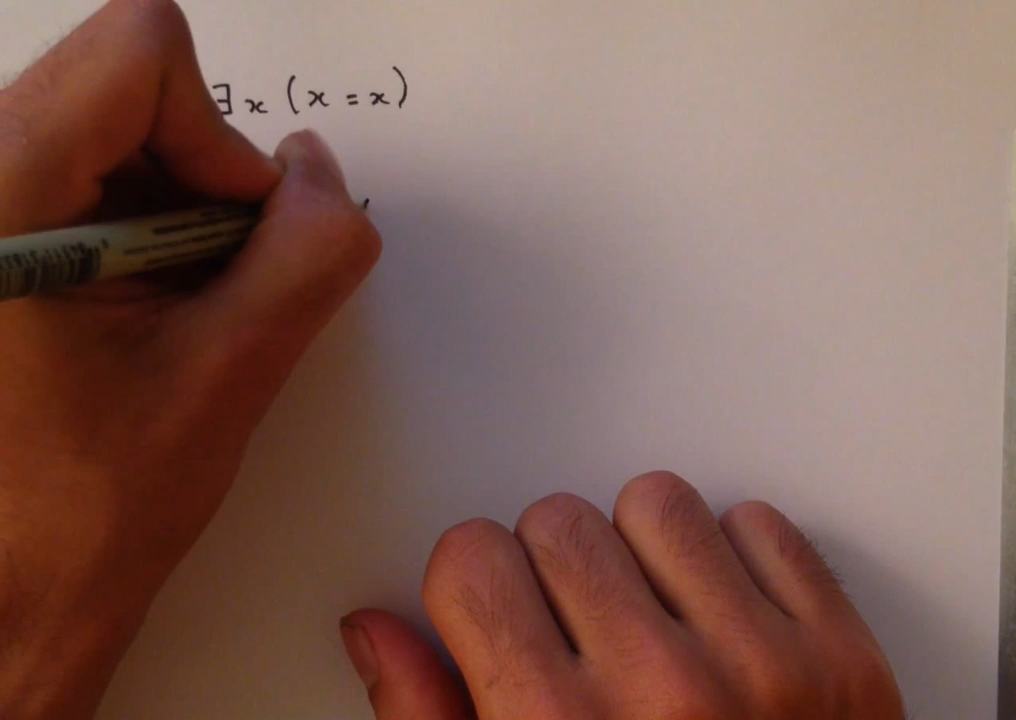 ∃x (x = x)